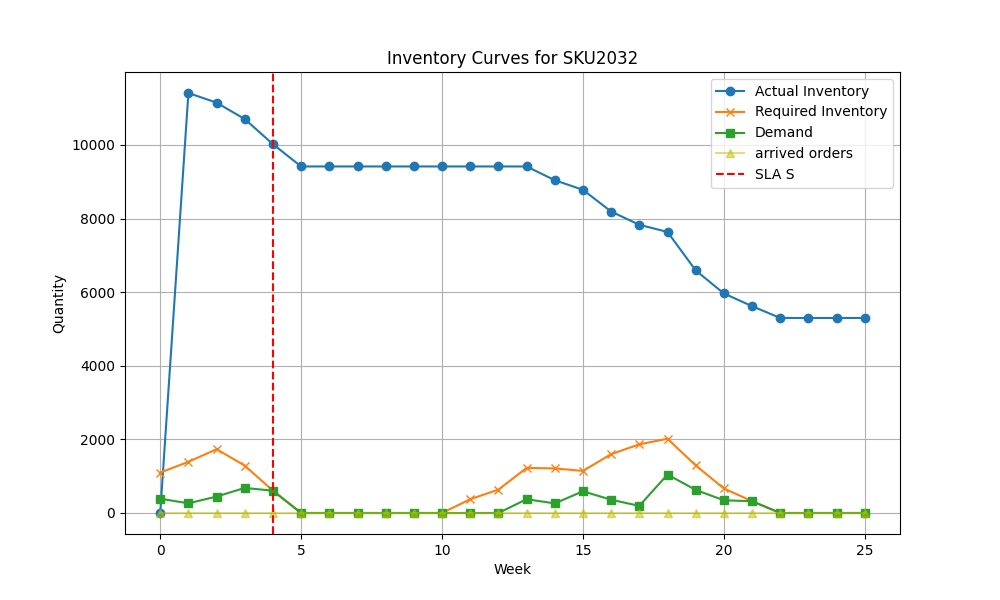 Inventory Curves for SKU2032
Actual Inventory
Required Inventory
Demand
arrived orders
SLA S
Quantity
10000
8000
6000
4000
2000
0
0 5 10 15 20 25
Week